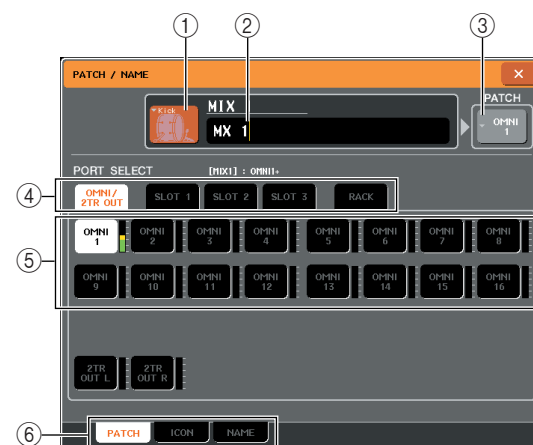 ① ② ③
PATCH / NAME ×
Kick
MIX
MX 1
PATCH
OMNI
1
PORT SELECT [MIX1] : OMNI1+
④
OMNI/
2TR OUT SLOT 1 SLOT 2 SLOT 3 RACK
⑤
OMNI 1 OMNI 2 OMNI 3 OMNI 4 OMNI 5 OMNI 6 OMNI 7 OMNI 8
OMNI 9 OMNI 10 OMNI 11 OMNI 12 OMNI 13 OMNI 14 OMNI 15 OMNI 16
2TR OUT L 2TR OUT R
⑥
PATCH ICON NAME